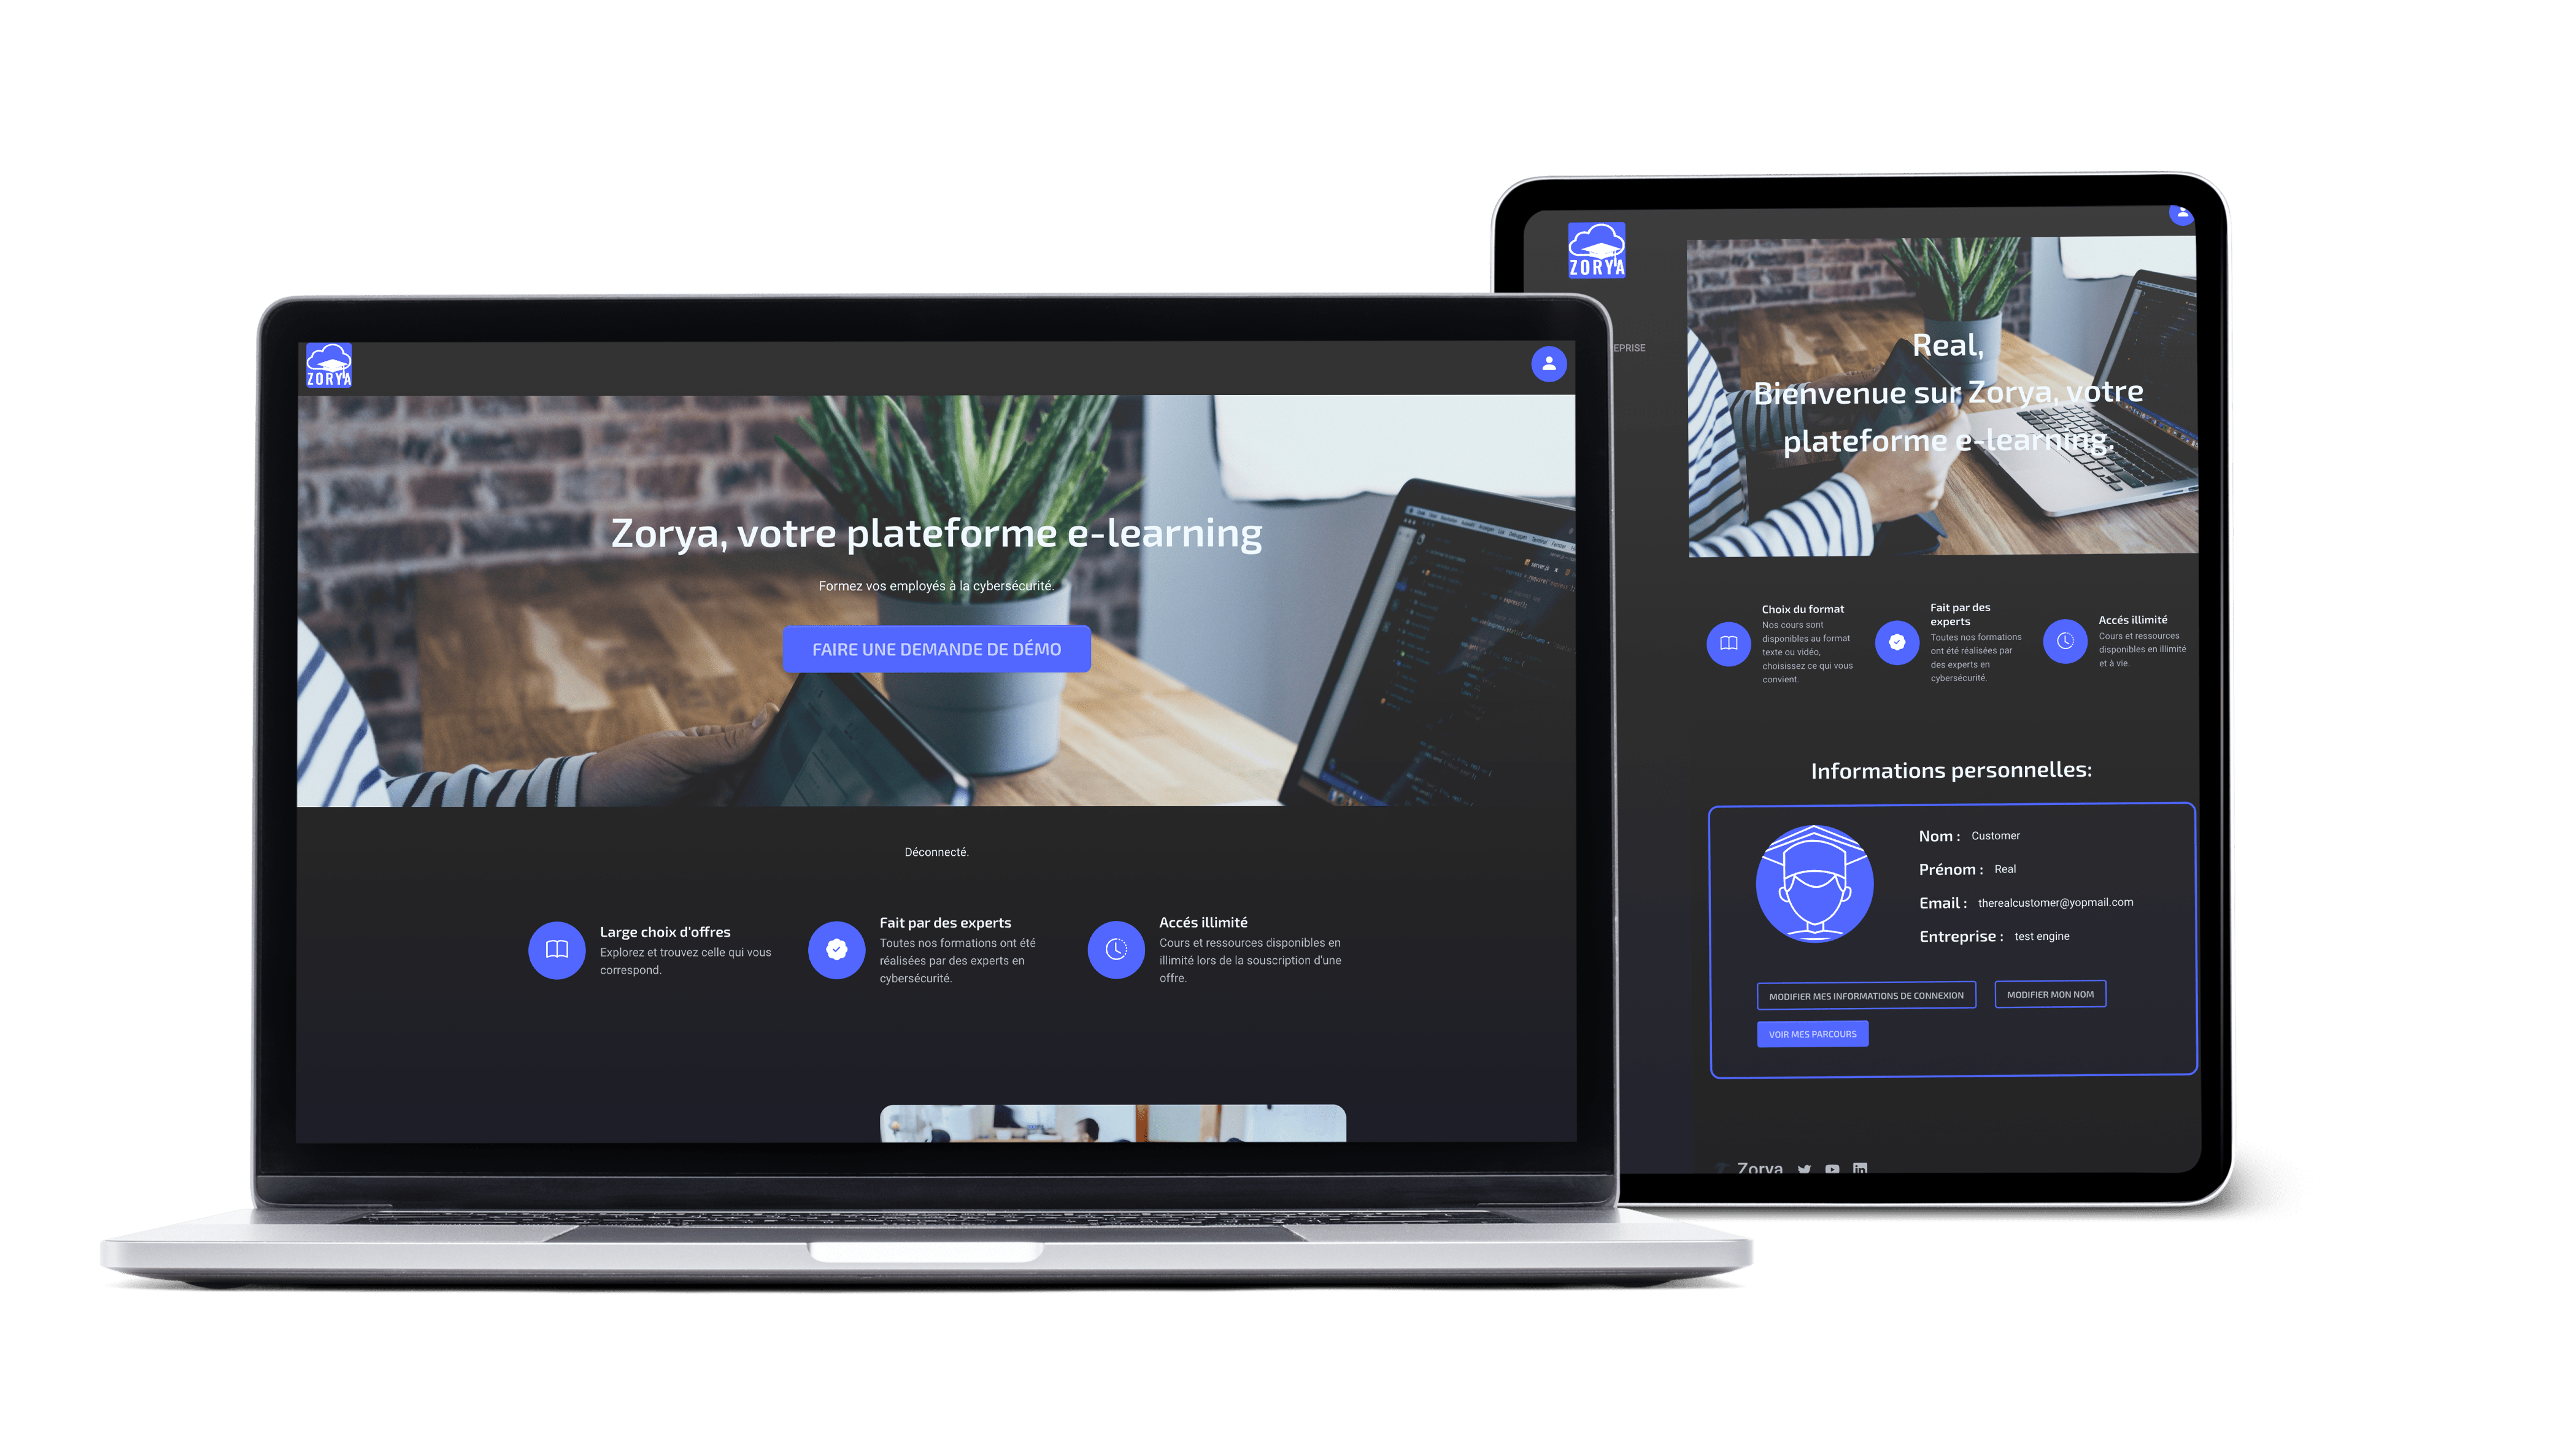 ZORYA
Zorya, votre plateforme e-learning
Formez vos employés à la cybersécurité.
FAIRE UNE DEMANDE DE DÉMO
Déconnecté.
Large choix d'offres
Explorez et trouvez celle qui vous
correspond.
Fait par des experts
Toutes nos formations ont été
réalisées par des experts en
cybersécurité.
Accés illimité
Cours et ressources disponibles en
illimité lors de la souscription d'une
offre.
ZORYA
EPRISE
Real,
Bienvenue sur Zorya, votre
plateforme e-learning.
Choix du format
Nos cours sont
disponibles au format
texte ou vidéo,
choisissez ce qui vous
convient.
Fait par des
experts
Toutes nos formations
ont été réalisées par
des experts en
cybersécurité.
Accés illimité
Cours et ressources
disponibles en illimité
et à vie.
Informations personnelles:
Nom : Customer
Prénom : Real
Email : therealcustomer@yopmail.com
Entreprise : test engine
MODIFIER MES INFORMATIONS DE CONNEXION
MODIFIER MON NOM
VOIR MES PARCOURS
Zorya